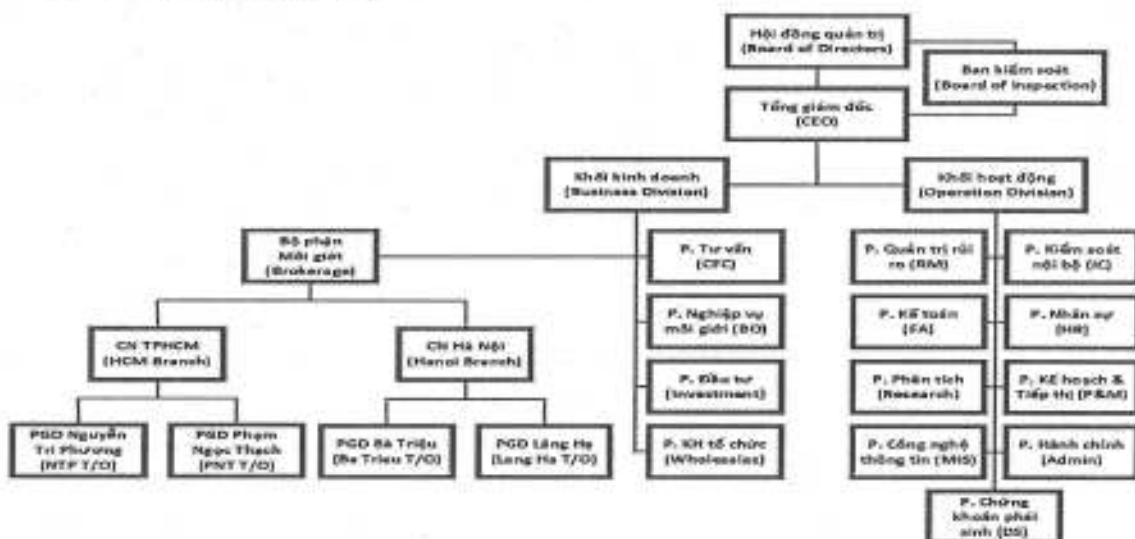 Hội đồng quản trị
(Board of Directors)
Ban kiểm soát
(Board of Inspection)
Tổng giám đốc
(CEO)
Khối kinh doanh
(Business Division)
Khối hoạt động
(Operation Division)
Bộ phận
Môi giới
(Brokerage)
P. Tư vấn
(CFC)
P. Quản trị rủi
ro (RM)
P. Kiểm soát
nội bộ (IC)
CN TPHCM
(HCM Branch)
CN Hà Nội
(Hanoi Branch)
P. Nghiệp vụ
môi giới (BO)
P. Kế toán
(FA)
P. Nhân sự
(HR)
P. Đầu tư
(Investment)
P. Phân tích
(Research)
P. Kế hoạch &
Tiếp thị (P&M)
PGD Nguyễn
Tri Phương
(NTP T/O)
PGD Phạm
Ngọc Thạch
(PNT T/O)
PGD Bà Triệu
(Ba Trieu T/O)
PGD Láng Hạ
(Lang Ha T/O)
P. KH tổ chức
(Wholesales)
P. Công nghệ
thông tin (MIS)
P. Hành chính
(Admin)
P. Chứng
khoán phái
sinh (DS)